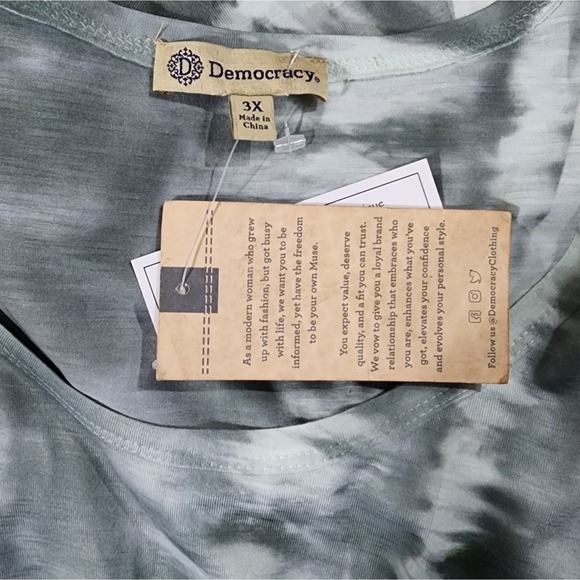 D Democracy®
3X
Made in
China
As a modern woman who grew
up with fashion, but got busy
with life, we want you to be
informed, yet have the freedom
to be your own Muse.
You expect value, deserve
quality, and a fit you can trust.
We vow to give you a loyal brand
relationship that embraces who
you are, enhances what you've
got, elevates your confidence
and evolves your personal style.
Follow us @DemocracyClothing